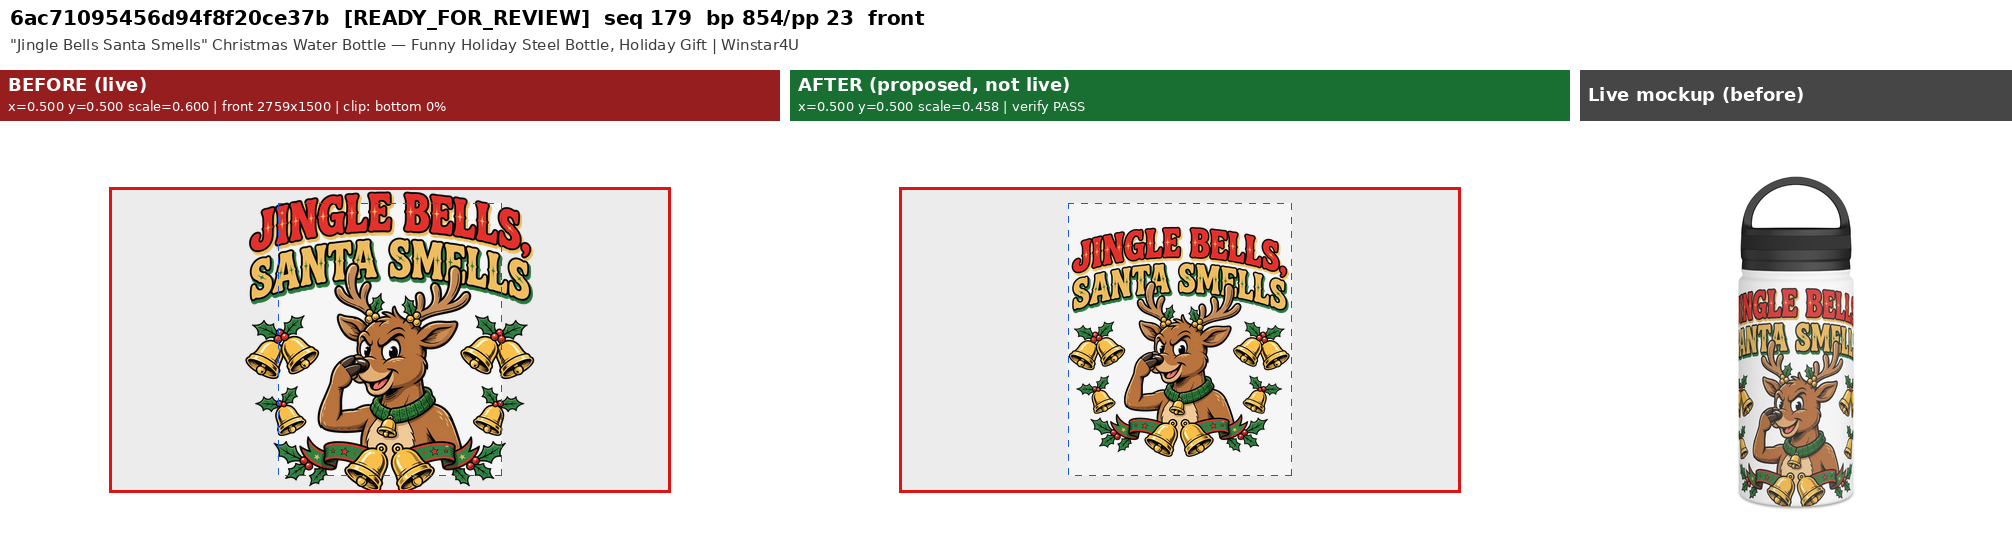 6ac71095456d94f8f20ce37b [READY_FOR_REVIEW] seq 179 bp 854/pp 23 front
"Jingle Bells Santa Smells" Christmas Water Bottle — Funny Holiday Steel Bottle, Holiday Gift | Winstar4U
BEFORE (live)
x=0.500 y=0.500 scale=0.600 | front 2759x1500 | clip: bottom 0%
AFTER (proposed, not live)
x=0.500 y=0.500 scale=0.458 | verify PASS
Live mockup (before)
JINGLE BELLS,
SANTA SMELLS
JINGLE BELLS,
SANTA SMELLS
INGLE BELL
ANTA SMELL